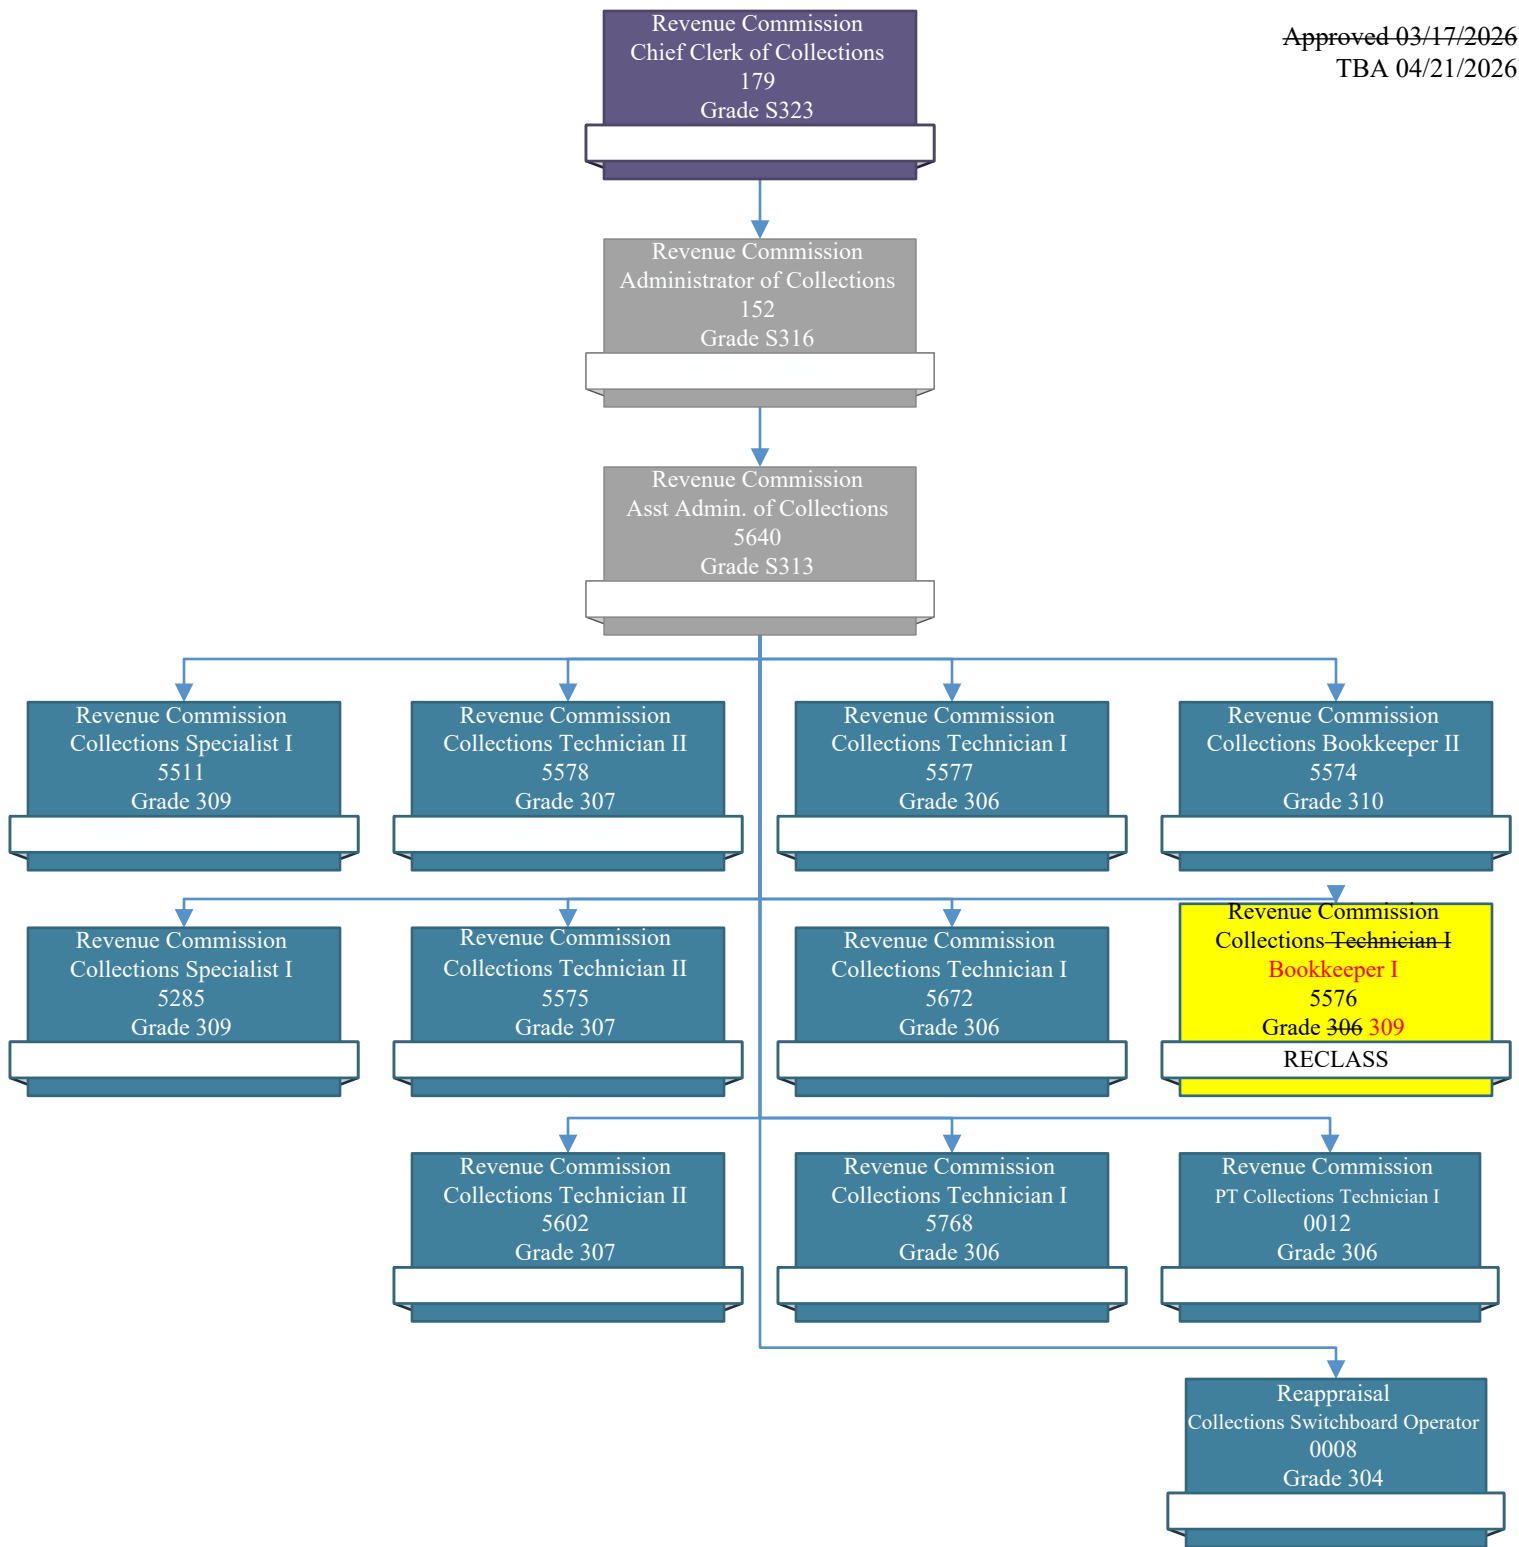 Approved 03/17/2026
TBA 04/21/2026
Revenue Commission
Chief Clerk of Collections
179
Grade S323
Revenue Commission
Administrator of Collections
152
Grade S316
Revenue Commission
Asst Admin. of Collections
5640
Grade S313
Revenue Commission
Collections Specialist I
5511
Grade 309
Revenue Commission
Collections Technician II
5578
Grade 307
Revenue Commission
Collections Technician I
5577
Grade 306
Revenue Commission
Collections Bookkeeper II
5574
Grade 310
Revenue Commission
Collections Specialist I
5285
Grade 309
Revenue Commission
Collections Technician II
5575
Grade 307
Revenue Commission
Collections Technician I
5672
Grade 306
Revenue Commission
Collections Technician I
Bookkeeper I
5576
Grade 306 309
RECLASS
Revenue Commission
Collections Technician II
5602
Grade 307
Revenue Commission
Collections Technician I
5768
Grade 306
Revenue Commission
PT Collections Technician I
0012
Grade 306
Reappraisal
Collections Switchboard Operator
0008
Grade 304